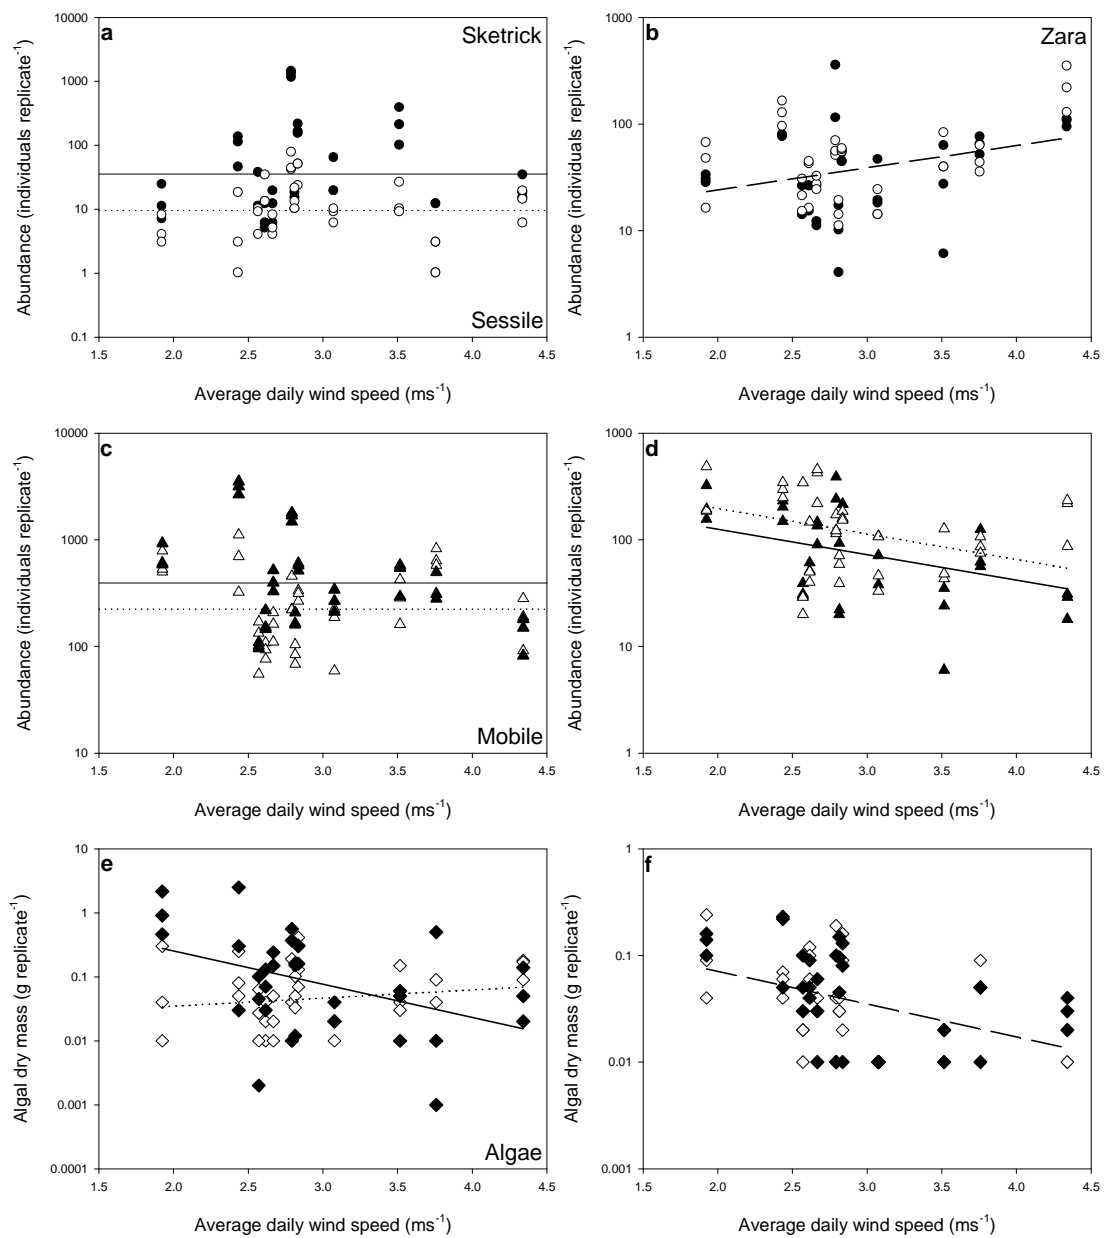 a
Sketrick
10000
1000
100
10
1
0.1
Abundance (individuals replicate⁻¹)
Sessile
1.5 2.0 2.5 3.0 3.5 4.0 4.5
Average daily wind speed (ms⁻¹)
b
Zara
1000
100
10
1
Abundance (individuals replicate⁻¹)
1.5 2.0 2.5 3.0 3.5 4.0 4.5
Average daily wind speed (ms⁻¹)
c
10000
1000
100
10
Abundance (individuals replicate⁻¹)
Mobile
1.5 2.0 2.5 3.0 3.5 4.0 4.5
Average daily wind speed (ms⁻¹)
d
1000
100
10
1
Abundance (individuals replicate⁻¹)
1.5 2.0 2.5 3.0 3.5 4.0 4.5
Average daily wind speed (ms⁻¹)
e
10
1
0.1
0.01
0.001
0.0001
Algal dry mass (g replicate⁻¹)
Algae
1.5 2.0 2.5 3.0 3.5 4.0 4.5
Average daily wind speed (ms⁻¹)
f
1
0.1
0.01
0.001
Algal dry mass (g replicate⁻¹)
1.5 2.0 2.5 3.0 3.5 4.0 4.5
Average daily wind speed (ms⁻¹)